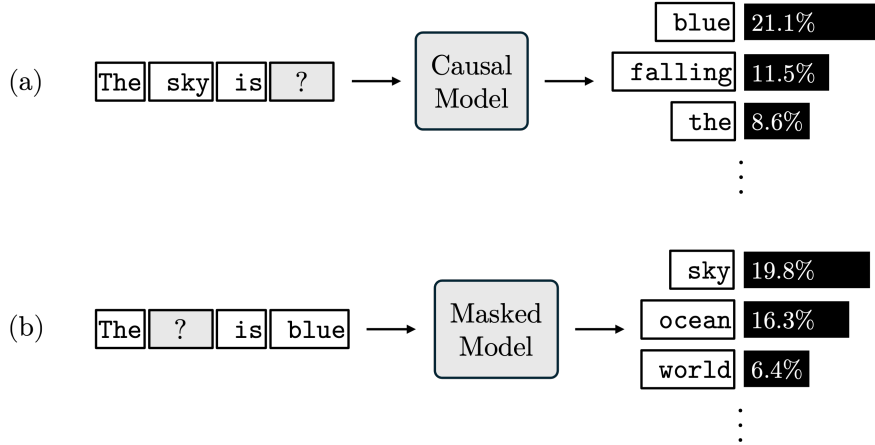 (a) The sky is ? Causal Model blue 21.1%
falling 11.5%
the 8.6%
(b) The ? is blue Masked Model sky 19.8%
ocean 16.3%
world 6.4%